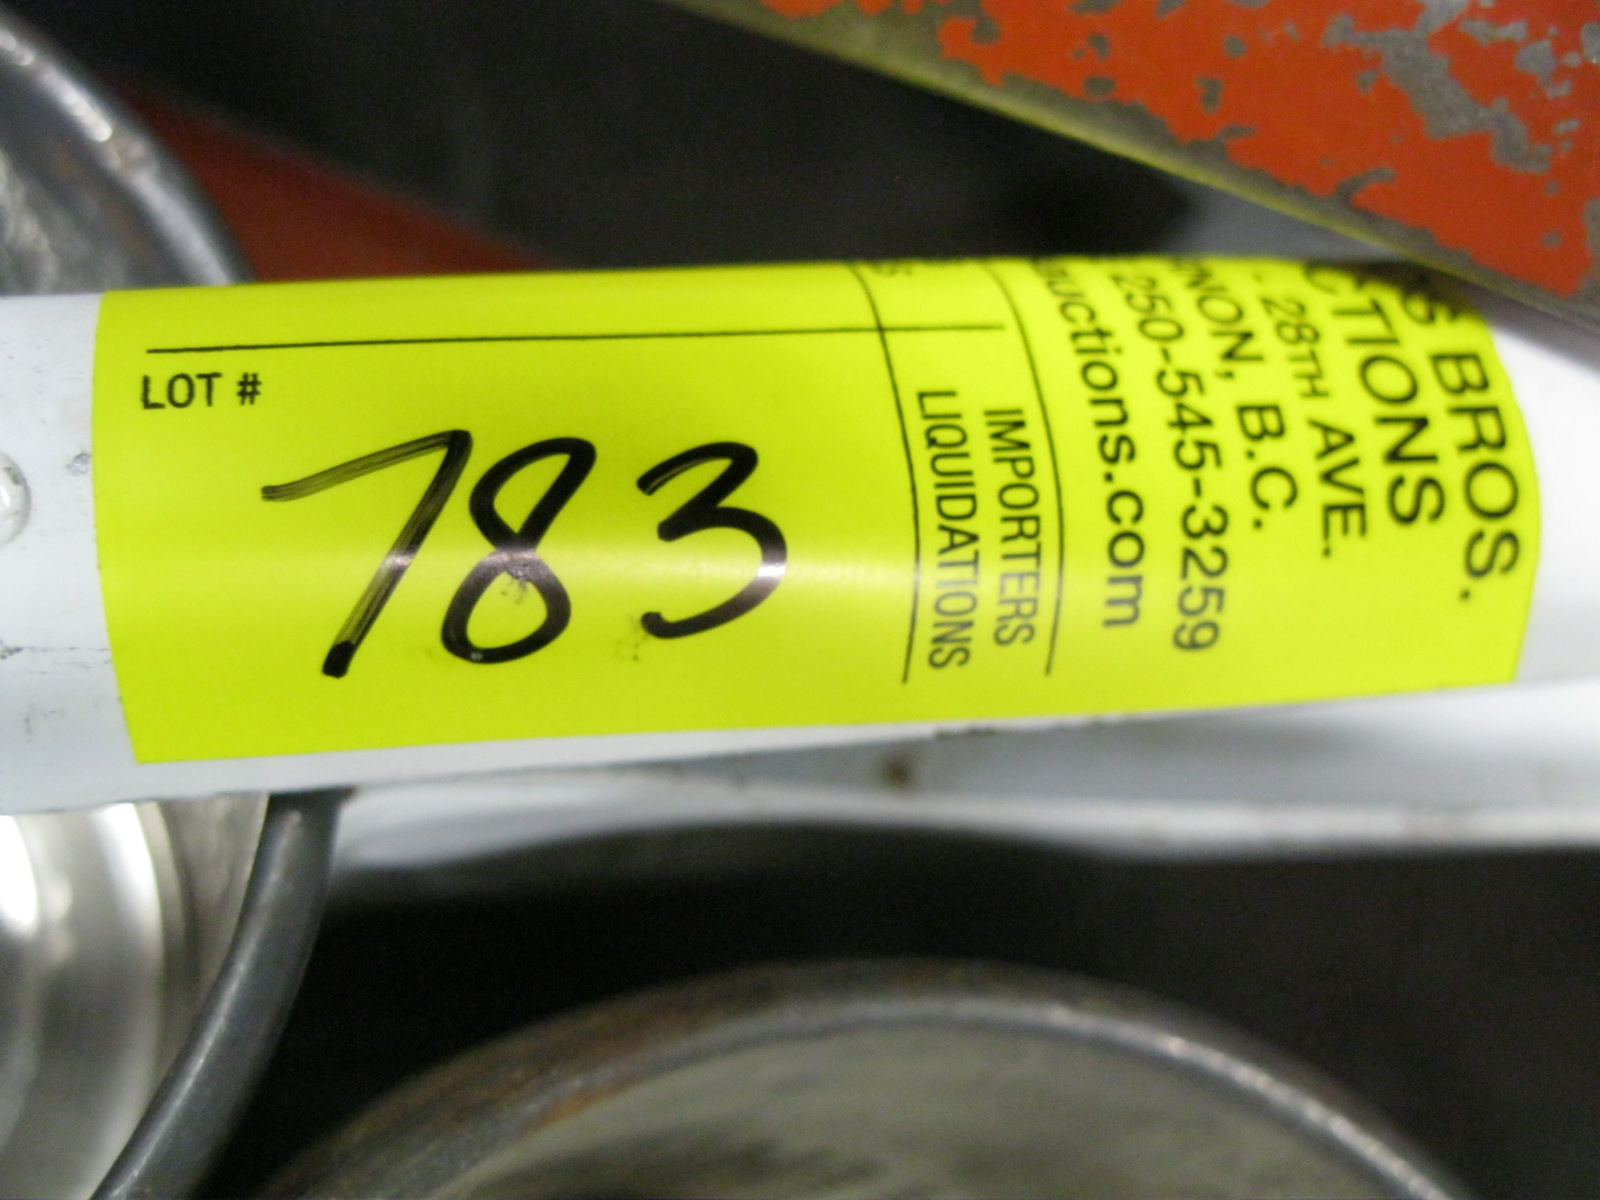 LOT #
783
S BROS.
CTIONS
28TH AVE.
NON, B.C.
250-545-3259
uctions.com
IMPORTERS
LIQUIDATIONS